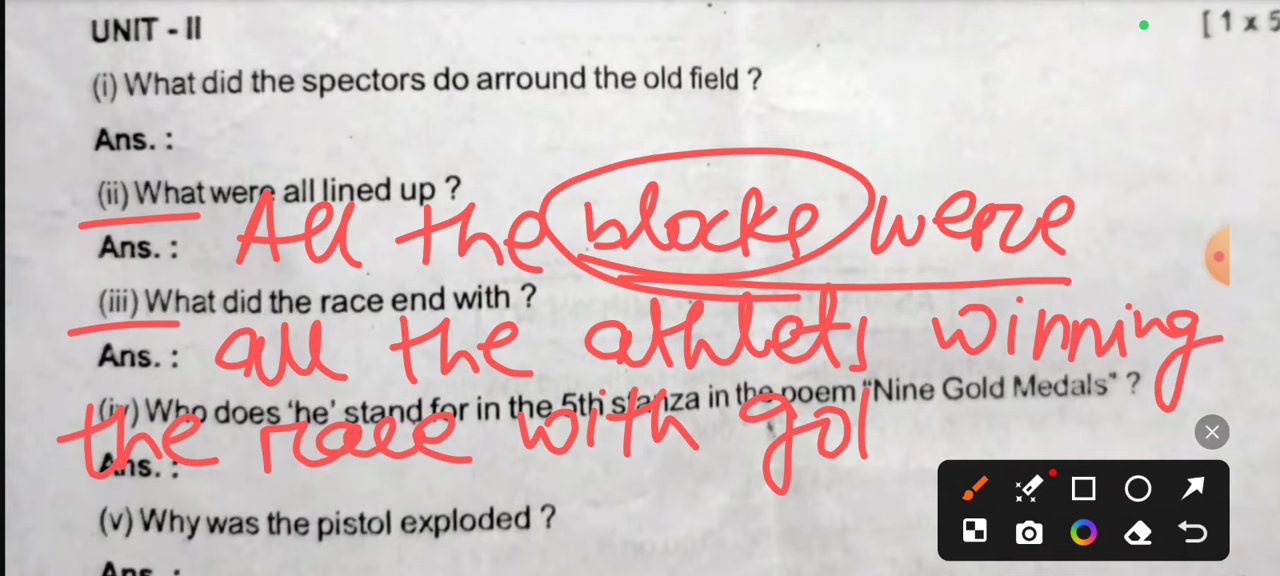 UNIT - II
[ 1 x 5
(i) What did the spectors do arround the old field ?
Ans. :
(ii) What were all lined up ?
Ans. : All the blocks were
(iii) What did the race end with ?
Ans. : all the athlets winning
(iv) Who does 'he' stand for in the 5th stanza in the poem "Nine Gold Medals" ?
the race with gol
Ans. :
(v) Why was the pistol exploded ?
Ans. :